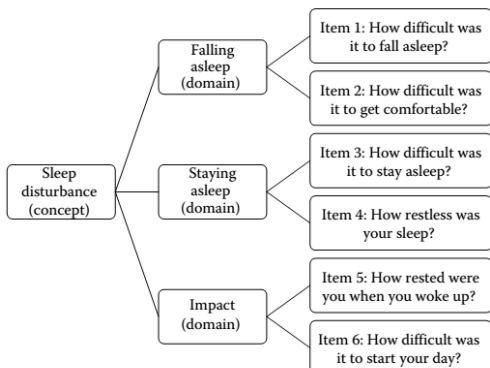 Falling
asleep
(domain)
Item 1: How difficult was
it to fall asleep?
Item 2: How difficult was
it to get comfortable?
Sleep
disturbance
(concept)
Staying
asleep
(domain)
Item 3: How difficult was
it to stay asleep?
Item 4: How restless was
your sleep?
Impact
(domain)
Item 5: How rested were
you when you woke up?
Item 6: How difficult was
it to start your day?